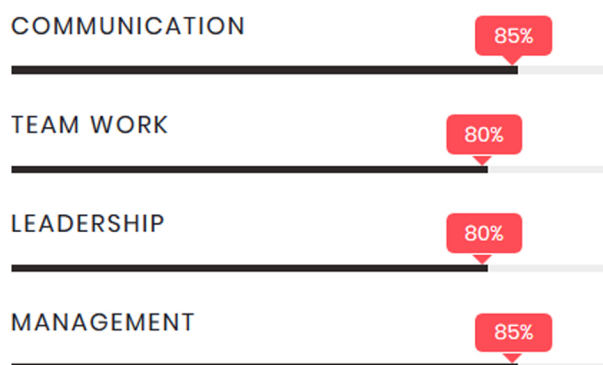 COMMUNICATION
85%
TEAM WORK
80%
LEADERSHIP
80%
MANAGEMENT
85%